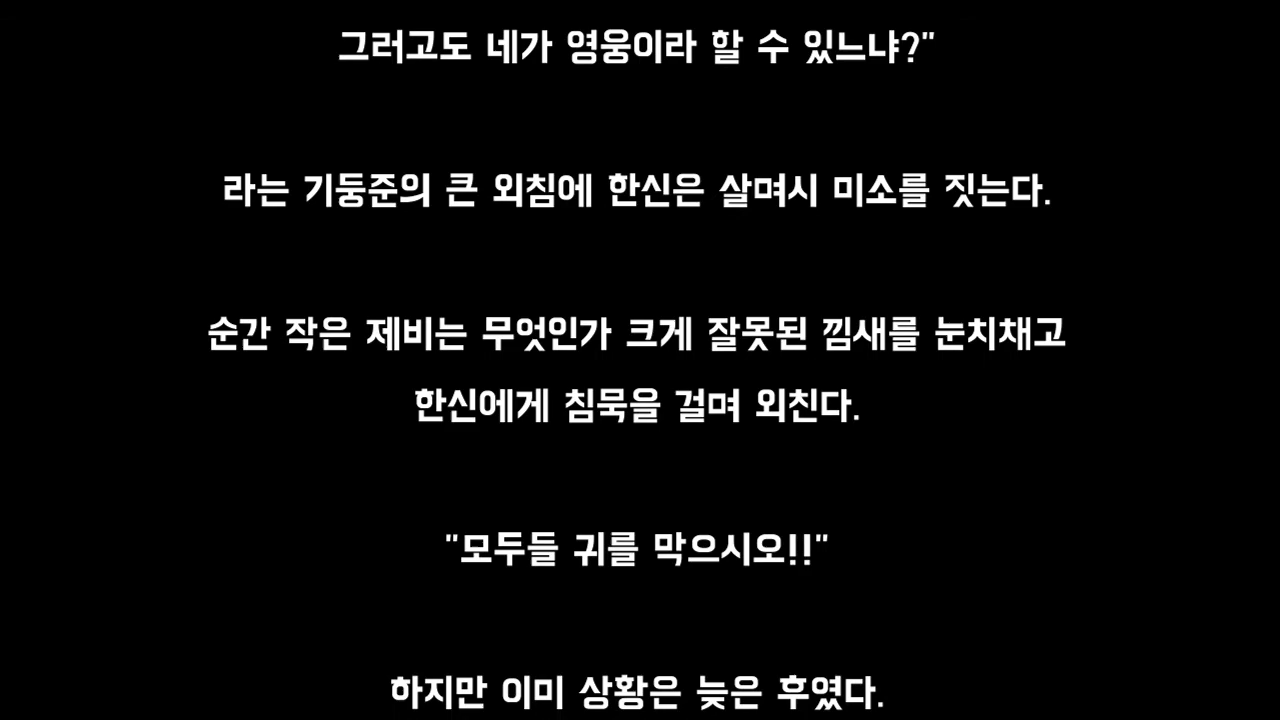 그러고도 네가 영웅이라 할 수 있느냐?"
라는 기둥준의 큰 외침에 한신은 살며시 미소를 짓는다.
순간 작은 제비는 무엇인가 크게 잘못된 낌새를 눈치채고
한신에게 침묵을 걸며 외친다.
"모두들 귀를 막으시오!!"
하지만 이미 상황은 늦은 후였다.